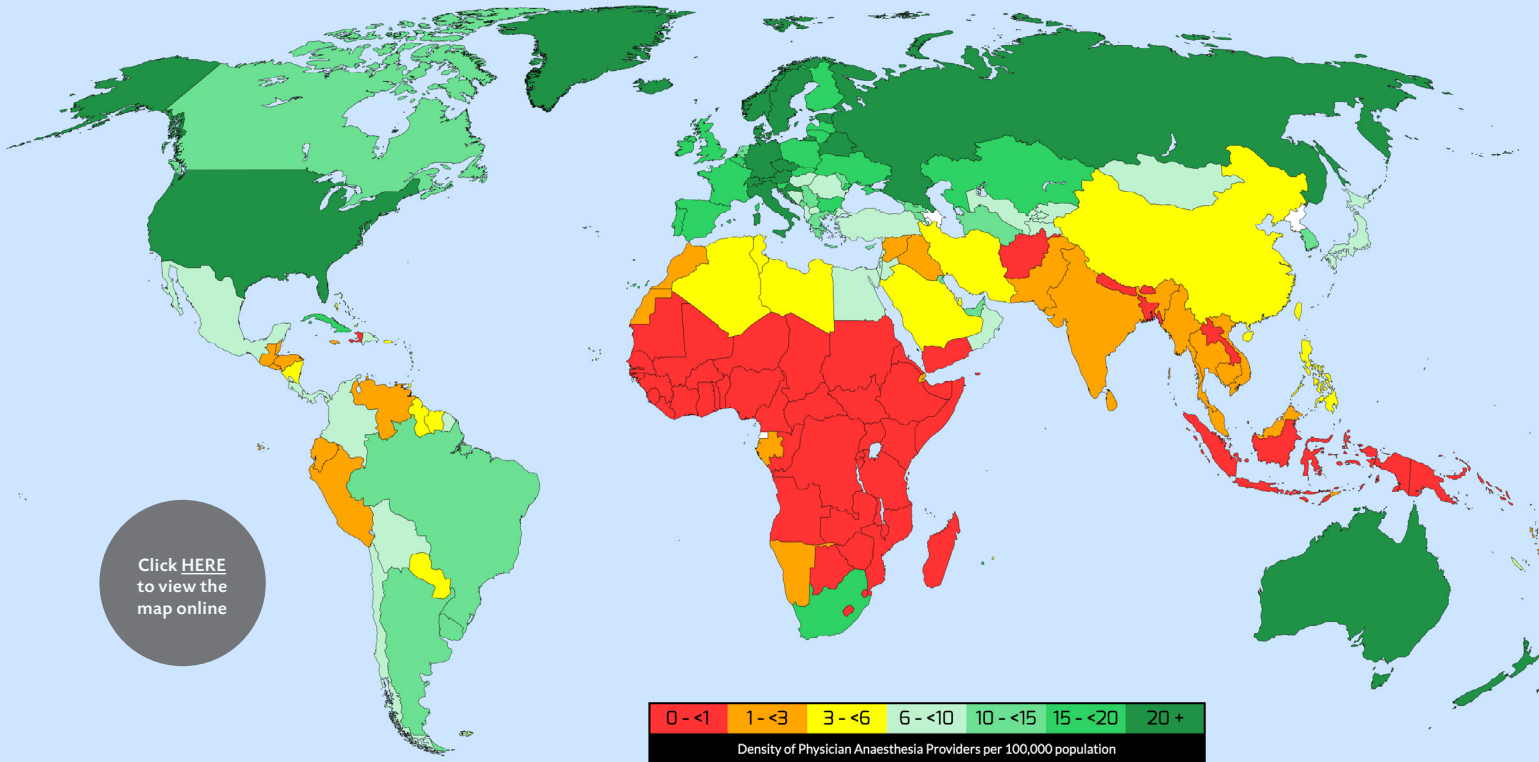 Click HERE
to view the
map online
0 - <1 1 - <3 3 - <6 6 - <10 10 - <15 15 - <20 20 +
Density of Physician Anaesthesia Providers per 100,000 population